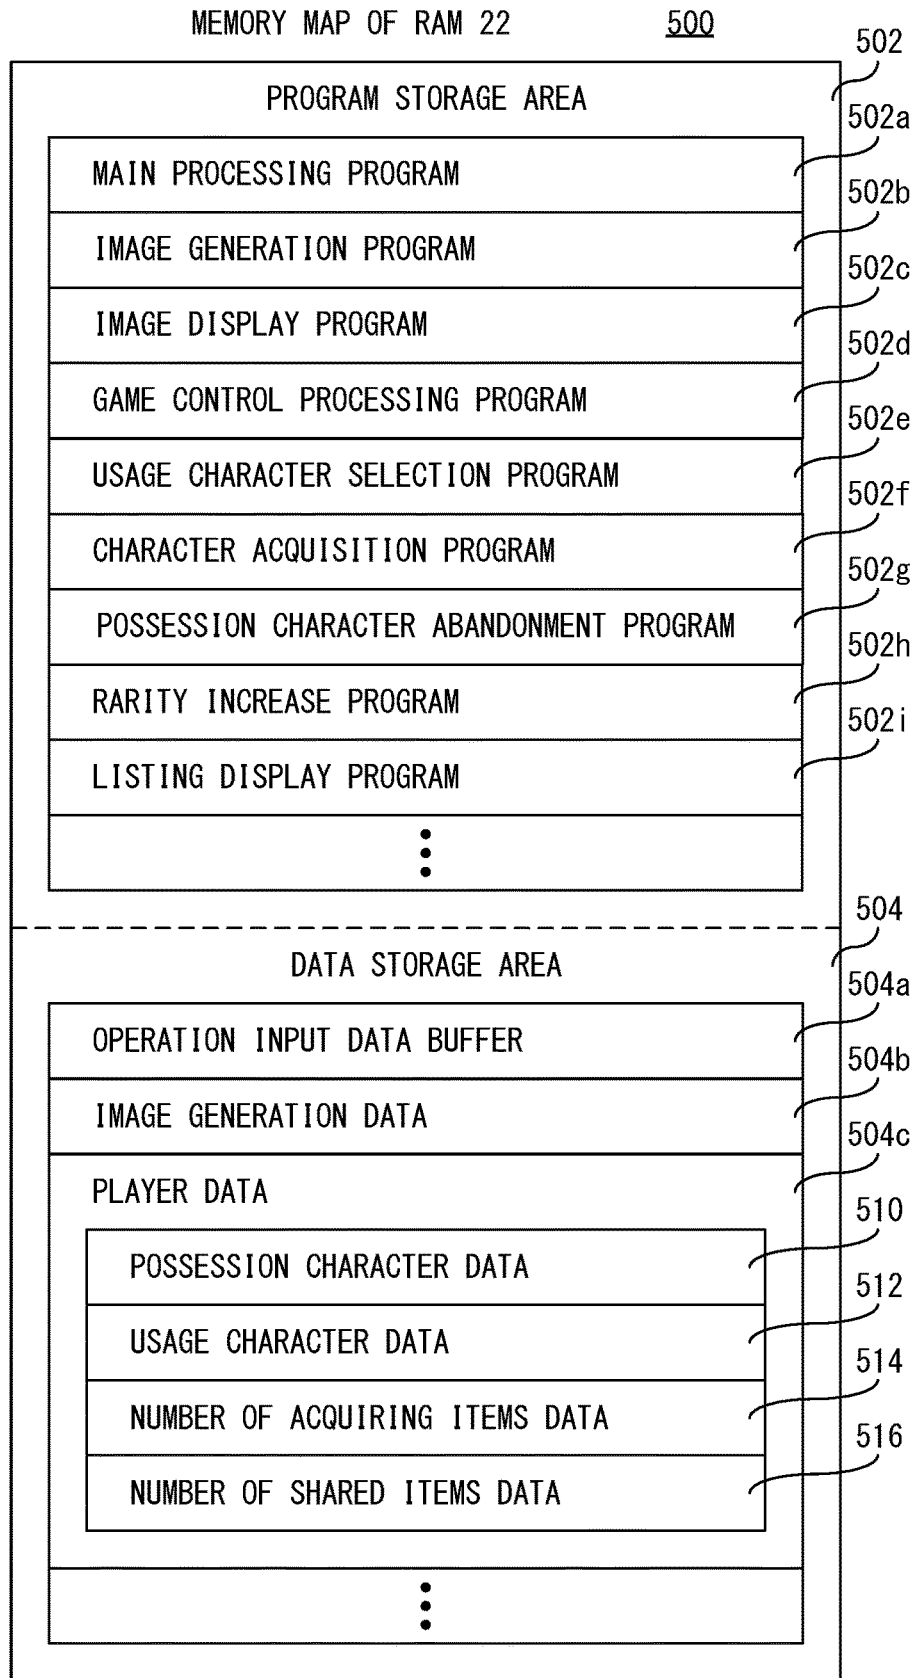 MEMORY MAP OF RAM 22 500
502
PROGRAM STORAGE AREA
502a
MAIN PROCESSING PROGRAM
502b
IMAGE GENERATION PROGRAM
502c
IMAGE DISPLAY PROGRAM
502d
GAME CONTROL PROCESSING PROGRAM
502e
USAGE CHARACTER SELECTION PROGRAM
502f
CHARACTER ACQUISITION PROGRAM
502g
POSSESSION CHARACTER ABANDONMENT PROGRAM
502h
RARITY INCREASE PROGRAM
502i
LISTING DISPLAY PROGRAM
504
DATA STORAGE AREA
504a
OPERATION INPUT DATA BUFFER
504b
IMAGE GENERATION DATA
504c
PLAYER DATA
510
POSSESSION CHARACTER DATA
512
USAGE CHARACTER DATA
514
NUMBER OF ACQUIRING ITEMS DATA
516
NUMBER OF SHARED ITEMS DATA